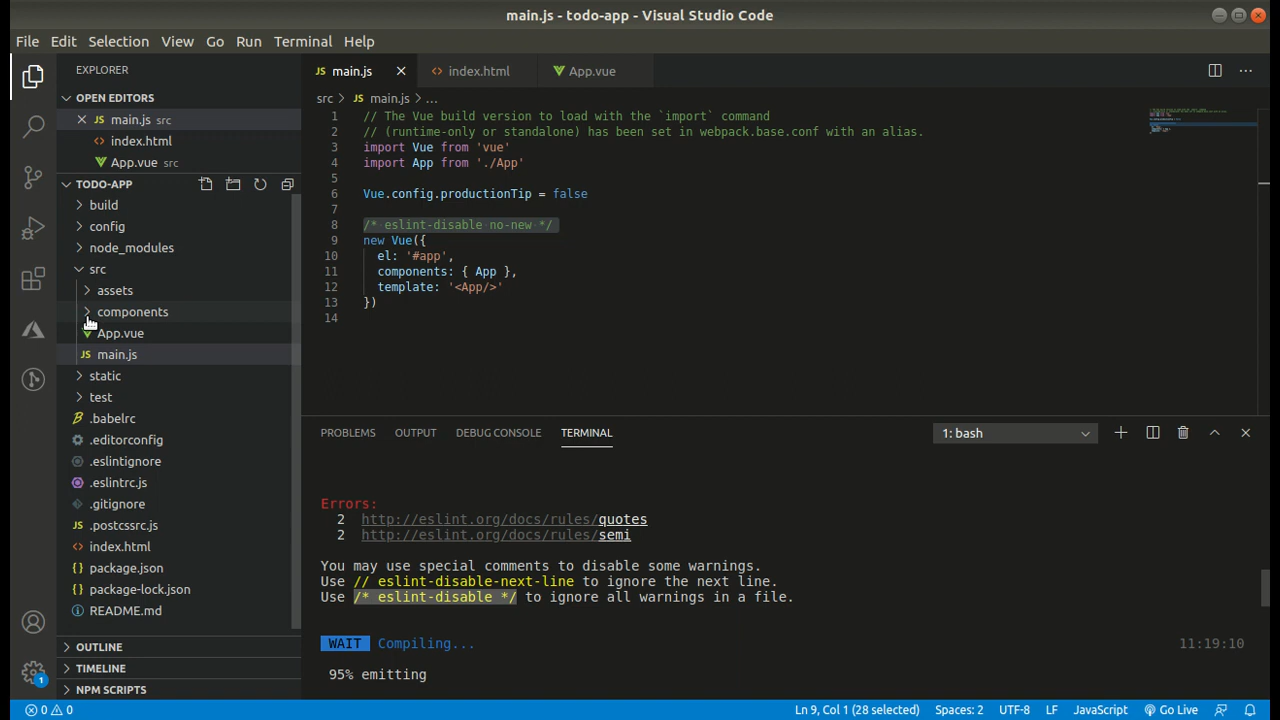 main.js - todo-app - Visual Studio Code
File Edit Selection View Go Run Terminal Help
EXPLORER
OPEN EDITORS
JS main.js src
<> index.html
App.vue src
TODO-APP
build
config
node_modules
src
assets
components
App.vue
JS main.js
static
test
.babelrc
.editorconfig
.eslintignore
.eslintrc.js
.gitignore
JS .postcssrc.js
<> index.html
{ } package.json
{ } package-lock.json
README.md
OUTLINE
TIMELINE
NPM SCRIPTS
1
JS main.js <> index.html App.vue
src > JS main.js > ...
1 // The Vue build version to load with the `import` command
2 // (runtime-only or standalone) has been set in webpack.base.conf with an alias.
3 import Vue from 'vue'
4 import App from './App'
5
6 Vue.config.productionTip = false
7
8 /* eslint-disable no-new */
9 new Vue({
10 el: '#app',
11 components: { App },
12 template: '<App/>'
13 })
14
PROBLEMS OUTPUT DEBUG CONSOLE TERMINAL 1: bash
Errors:
2 http://eslint.org/docs/rules/quotes
2 http://eslint.org/docs/rules/semi
You may use special comments to disable some warnings.
Use // eslint-disable-next-line to ignore the next line.
Use /* eslint-disable */ to ignore all warnings in a file.
WAIT Compiling... 11:19:10
95% emitting
0 0 Ln 9, Col 1 (28 selected) Spaces: 2 UTF-8 LF JavaScript Go Live